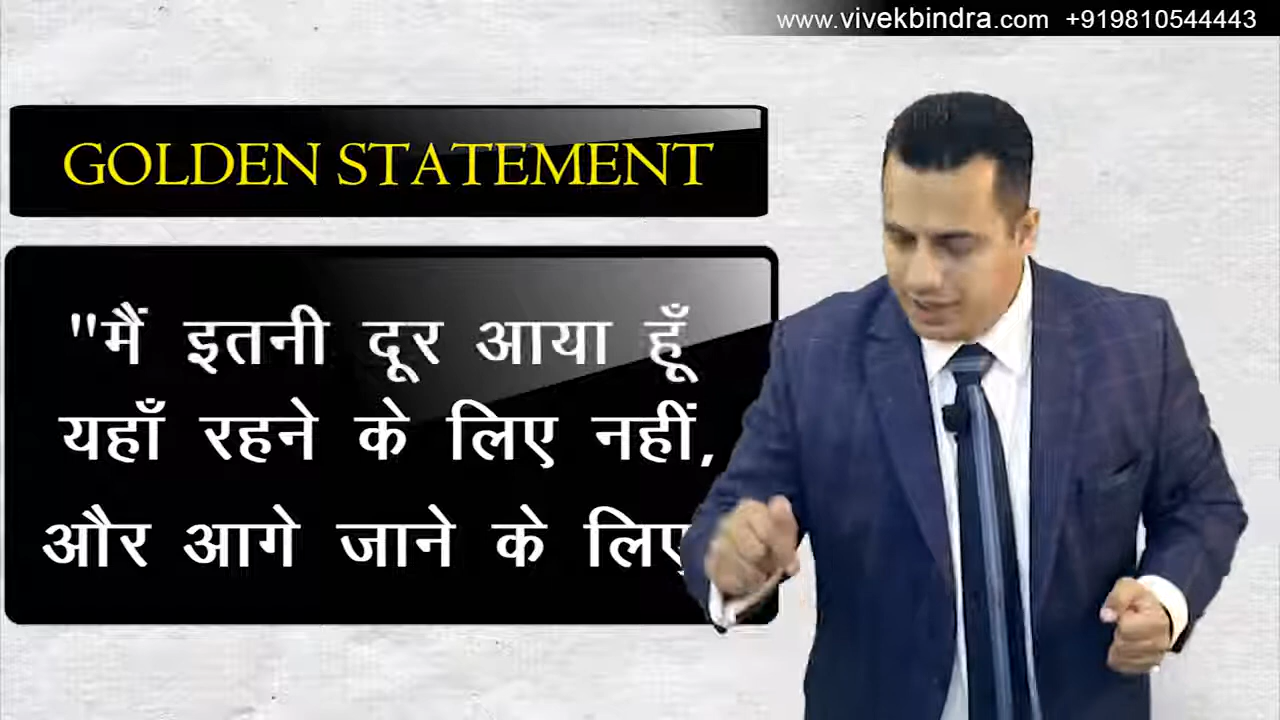 www.vivekbindra.com +919810544443
GOLDEN STATEMENT
"मैं इतनी दूर आया हूँ
यहाँ रहने के लिए नहीं,
और आगे जाने के लिए